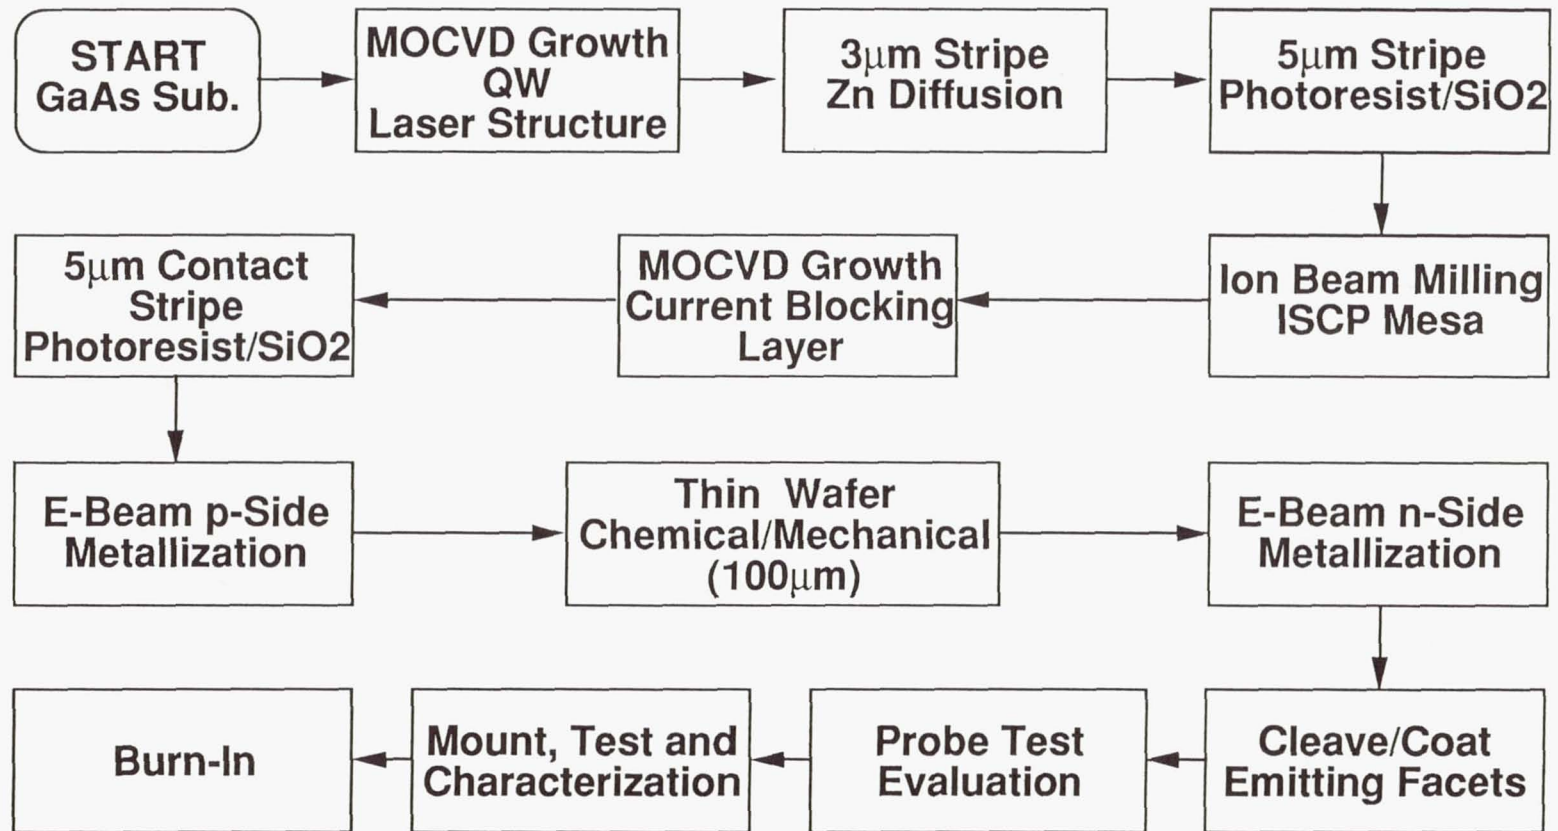 START
GaAs Sub.
MOCVD Growth
QW
Laser Structure
3μm Stripe
Zn Diffusion
5μm Stripe
Photoresist/SiO2
Ion Beam Milling
ISCP Mesa
MOCVD Growth
Current Blocking
Layer
5μm Contact
Stripe
Photoresist/SiO2
E-Beam p-Side
Metallization
Thin Wafer
Chemical/Mechanical
(100μm)
E-Beam n-Side
Metallization
Cleave/Coat
Emitting Facets
Probe Test
Evaluation
Mount, Test and
Characterization
Burn-In